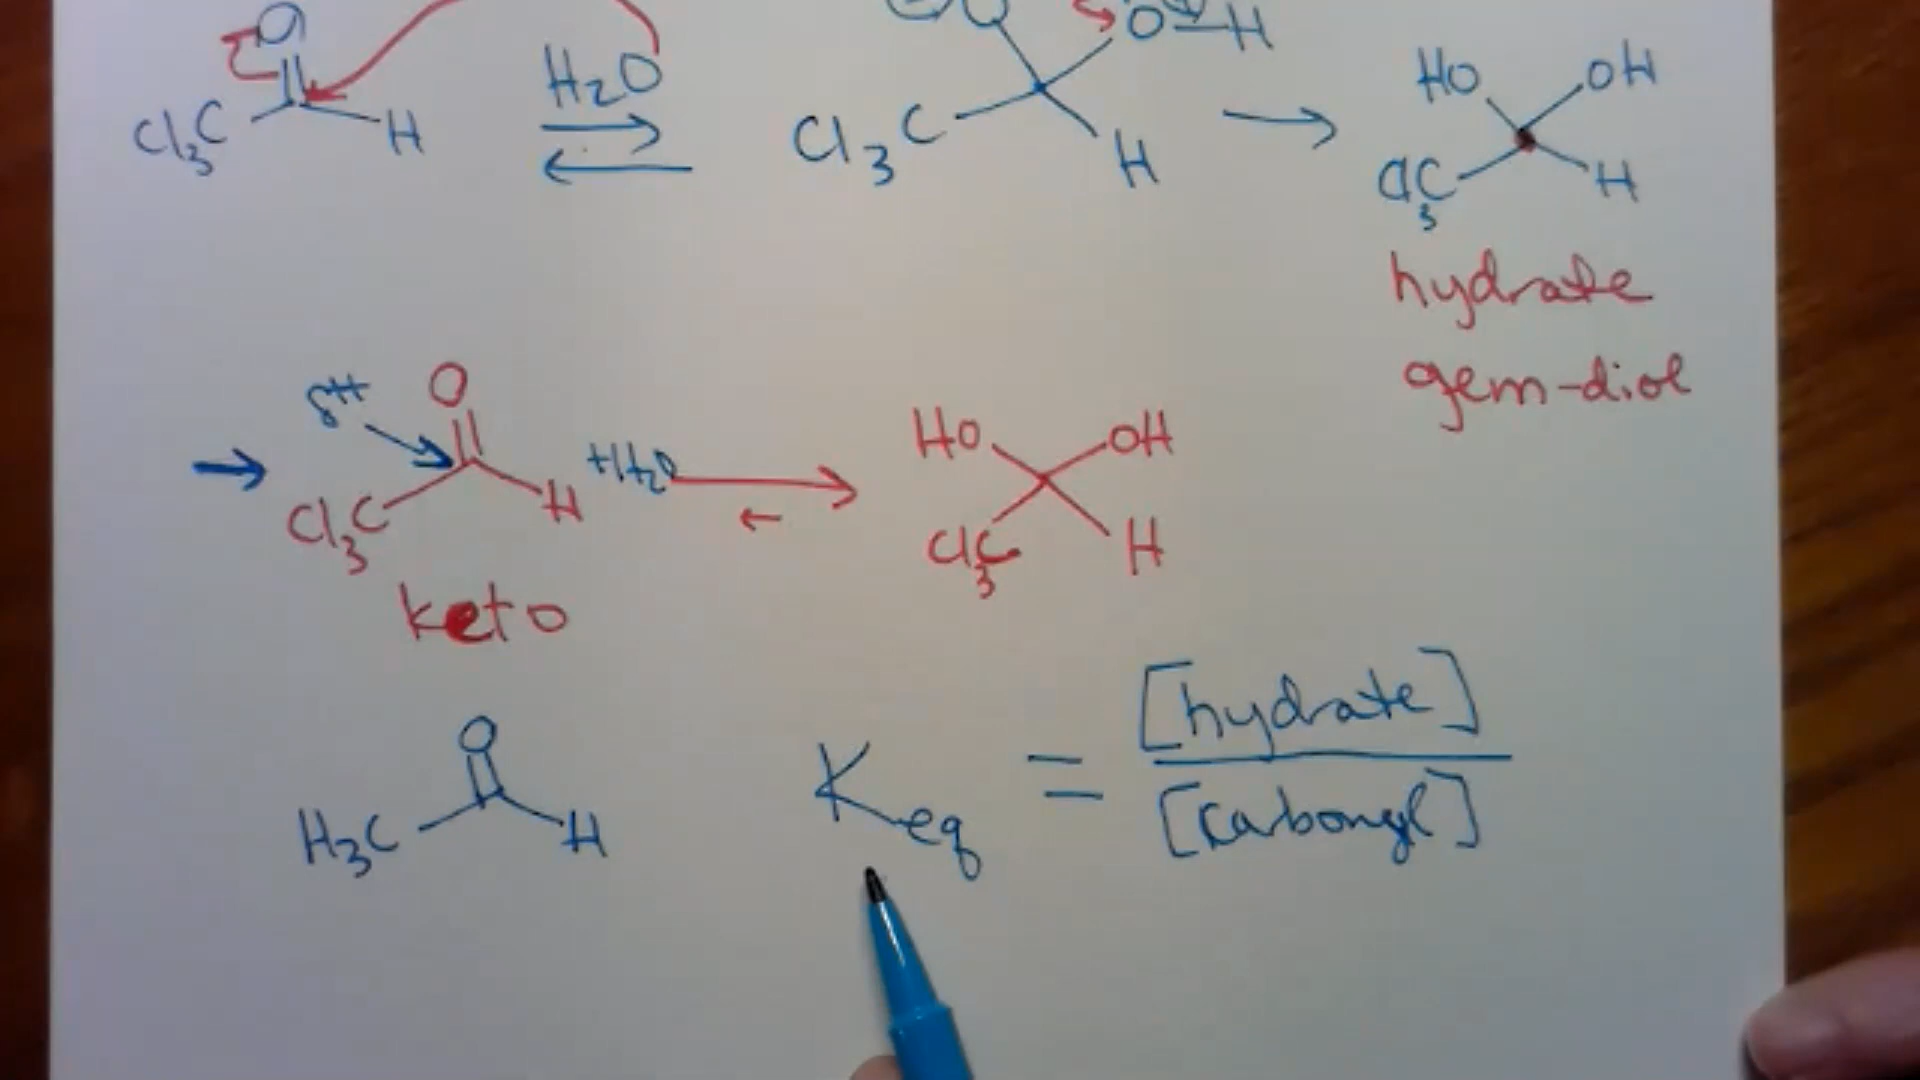 O O O H
H2O HO OH
Cl3C H Cl3C H Cl3C H
hydrate
gem-diol
δ+ O
HO OH
+H2O
Cl3C H Cl3C H
keto
[hydrate]
O
Keq =
H3C H [carbonyl]